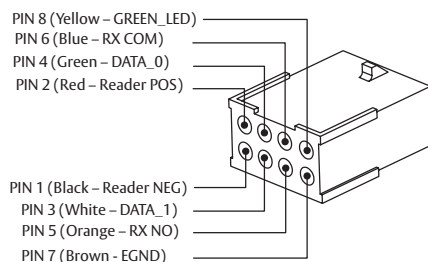 PIN 8 (Yellow – GREEN_LED)
PIN 6 (Blue – RX COM)
PIN 4 (Green – DATA_0)
PIN 2 (Red – Reader POS)
PIN 1 (Black – Reader NEG)
PIN 3 (White – DATA_1)
PIN 5 (Orange – RX NO)
PIN 7 (Brown - EGND)